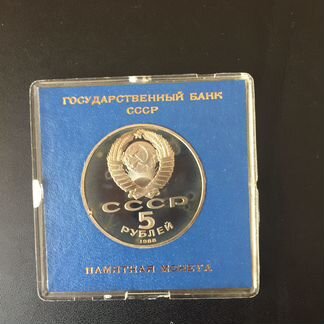 ГОСУДАРСТВЕННЫЙ БАНК
СССР
СССР
5
РУБЛЕЙ
1988
ПАМЯТНАЯ МОНЕТА